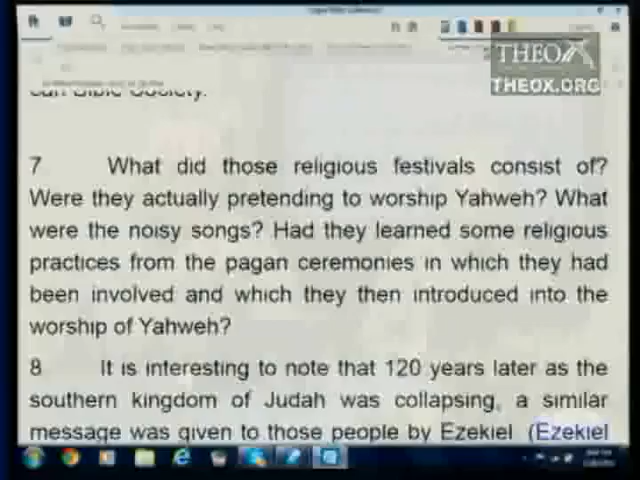 THEOX
THEOX.ORG
can Bible Society.
7 What did those religious festivals consist of?
Were they actually pretending to worship Yahweh? What
were the noisy songs? Had they learned some religious
practices from the pagan ceremonies in which they had
been involved and which they then introduced into the
worship of Yahweh?
8 It is interesting to note that 120 years later as the
southern kingdom of Judah was collapsing, a similar
message was given to those people by Ezekiel (Ezekiel